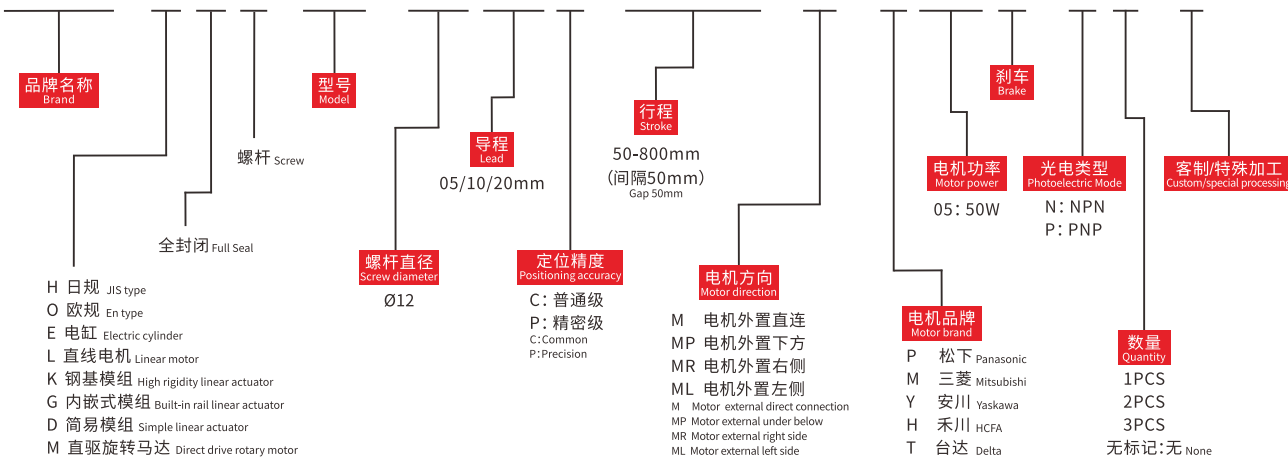 品牌名称
Brand
H 日规 JIS type
O 欧规 En type
E 电缸 Electric cylinder
L 直线电机 Linear motor
K 钢基模组 High rigidity linear actuator
G 内嵌式模组 Built-in rail linear actuator
D 简易模组 Simple linear actuator
M 直驱旋转马达 Direct drive rotary motor
全封闭 Full Seal
螺杆 Screw
型号
Model
螺杆直径
Screw diameter
Ø12
导程
Lead
05/10/20mm
定位精度
Positioning accuracy
C：普通级
P：精密级
C:Common
P:Precision
行程
Stroke
50-800mm
（间隔50mm）
Gap 50mm
电机方向
Motor direction
M 电机外置直连
MP 电机外置下方
MR 电机外置右侧
ML 电机外置左侧
M Motor external direct connection
MP Motor external under below
MR Motor external right side
ML Motor external left side
电机品牌
Motor brand
P 松下 Panasonic
M 三菱 Mitsubishi
Y 安川 Yaskawa
H 禾川 HCFA
T 台达 Delta
电机功率
Motor power
05：50W
刹车
Brake
光电类型
Photoelectric Mode
N：NPN
P：PNP
数量
Quantity
1PCS
2PCS
3PCS
无标记：无 None
客制/特殊加工
Custom/special processing